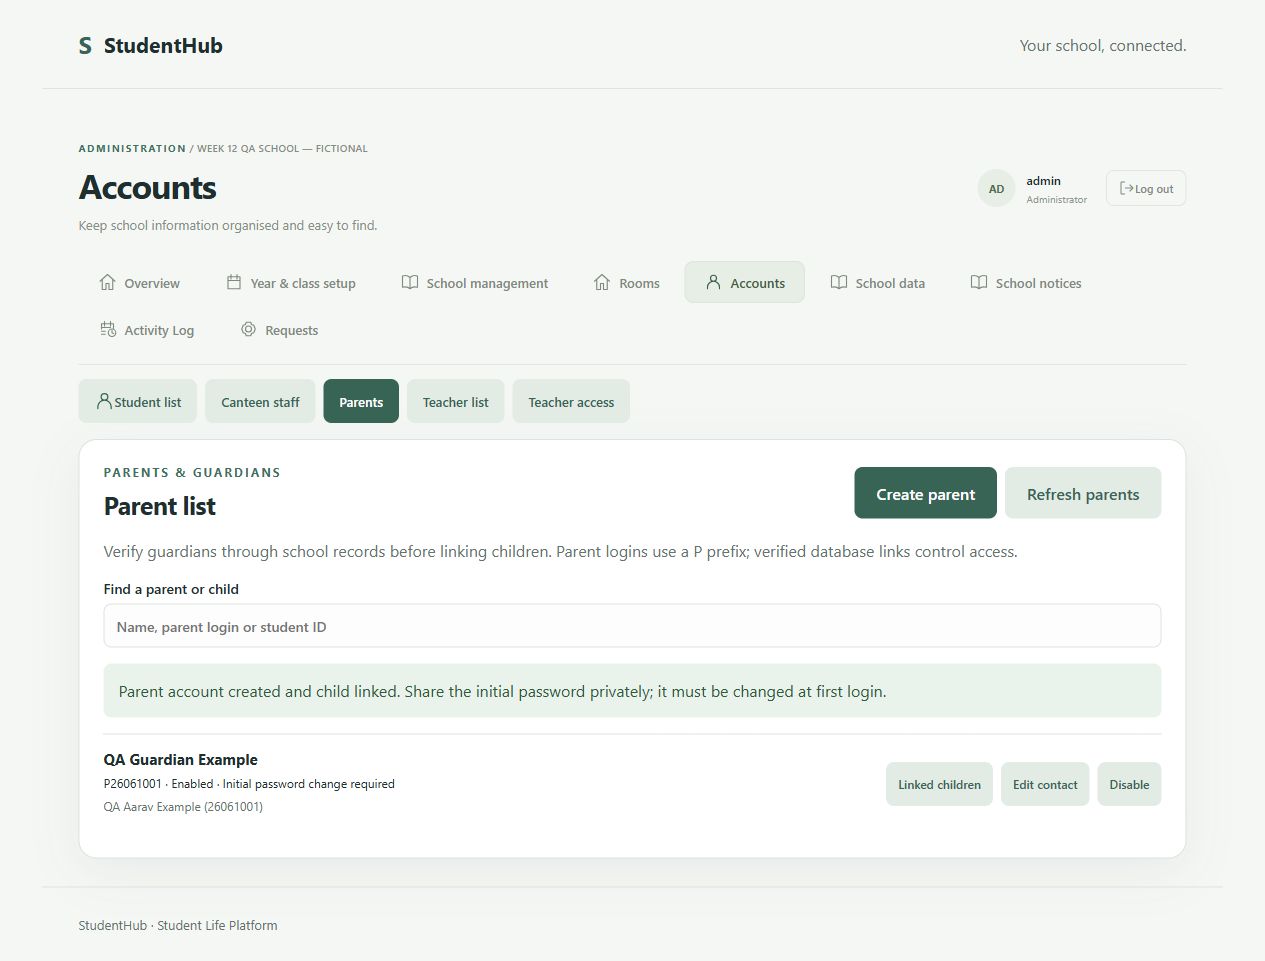 S StudentHub
Your school, connected.
ADMINISTRATION / WEEK 12 QA SCHOOL — FICTIONAL
Accounts
Keep school information organised and easy to find.
AD
admin
Administrator
Log out
Overview
Year & class setup
School management
Rooms
Accounts
School data
School notices
Activity Log
Requests
Student list
Canteen staff
Parents
Teacher list
Teacher access
PARENTS & GUARDIANS
Parent list
Create parent
Refresh parents
Verify guardians through school records before linking children. Parent logins use a P prefix; verified database links control access.
Find a parent or child
Name, parent login or student ID
Parent account created and child linked. Share the initial password privately; it must be changed at first login.
QA Guardian Example
P26061001 · Enabled · Initial password change required
QA Aarav Example (26061001)
Linked children
Edit contact
Disable
StudentHub · Student Life Platform